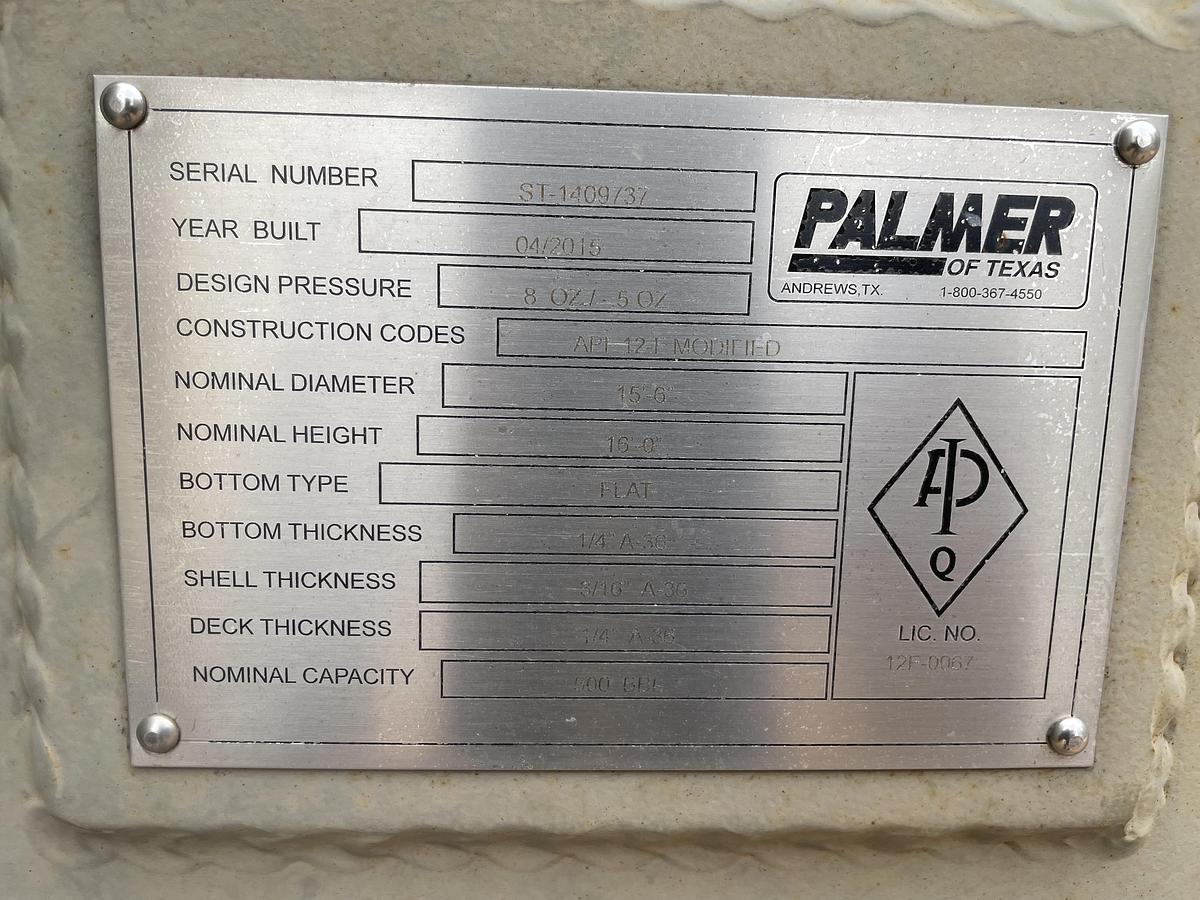 SERIAL NUMBER ST-1409737
YEAR BUILT 04/2015
DESIGN PRESSURE 8 OZ / - .5 OZ
CONSTRUCTION CODES API 12-F MODIFIED
NOMINAL DIAMETER 15'-6"
NOMINAL HEIGHT 16'-0"
BOTTOM TYPE FLAT
BOTTOM THICKNESS 1/4" A-36
SHELL THICKNESS 3/16" A-36
DECK THICKNESS 1/4" A-36
NOMINAL CAPACITY 500 BBL
PALMER
OF TEXAS
ANDREWS,TX. 1-800-367-4550
API
Q
LIC. NO.
12F-0067